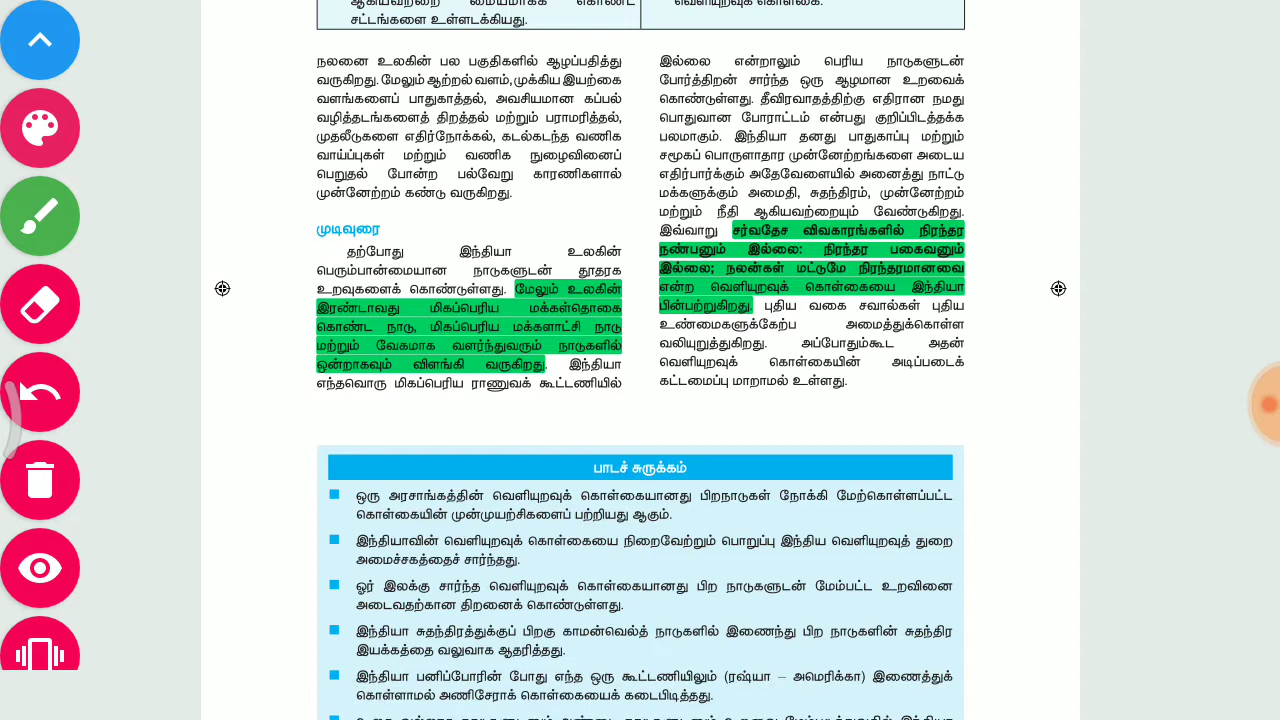 ஆகியவற்றை மையமாகக் கொண்ட
சட்டங்களை உள்ளடக்கியது.
வெளியுறவுக் கொள்கை.
நலனை உலகின் பல பகுதிகளில் ஆழப்பதித்து
வருகிறது. மேலும் ஆற்றல் வளம், முக்கிய இயற்கை
வளங்களைப் பாதுகாத்தல், அவசியமான கப்பல்
வழித்தடங்களைத் திறத்தல் மற்றும் பராமரித்தல்,
முதலீடுகளை எதிர்நோக்கல், கடல்கடந்த வணிக
வாய்ப்புகள் மற்றும் வணிக நுழைவினைப்
பெறுதல் போன்ற பல்வேறு காரணிகளால்
முன்னேற்றம் கண்டு வருகிறது.
முடிவுரை
தற்போது இந்தியா உலகின்
பெரும்பான்மையான நாடுகளுடன் தூதரக
உறவுகளைக் கொண்டுள்ளது. மேலும் உலகின்
இரண்டாவது மிகப்பெரிய மக்கள்தொகை
கொண்ட நாடு, மிகப்பெரிய மக்களாட்சி நாடு
மற்றும் வேகமாக வளர்ந்துவரும் நாடுகளில்
ஒன்றாகவும் விளங்கி வருகிறது. இந்தியா
எந்தவொரு மிகப்பெரிய ராணுவக் கூட்டணியில்
இல்லை என்றாலும் பெரிய நாடுகளுடன்
போர்த்திறன் சார்ந்த ஒரு ஆழமான உறவைக்
கொண்டுள்ளது. தீவிரவாதத்திற்கு எதிரான நமது
பொதுவான போராட்டம் என்பது குறிப்பிடத்தக்க
பலமாகும். இந்தியா தனது பாதுகாப்பு மற்றும்
சமூகப் பொருளாதார முன்னேற்றங்களை அடைய
எதிர்பார்க்கும் அதேவேளையில் அனைத்து நாட்டு
மக்களுக்கும் அமைதி, சுதந்திரம், முன்னேற்றம்
மற்றும் நீதி ஆகியவற்றையும் வேண்டுகிறது.
இவ்வாறு சர்வதேச விவகாரங்களில் நிரந்தர
நண்பனும் இல்லை: நிரந்தர பகைவனும்
இல்லை; நலன்கள் மட்டுமே நிரந்தரமானவை
என்ற வெளியுறவுக் கொள்கையை இந்தியா
பின்பற்றுகிறது. புதிய வகை சவால்கள் புதிய
உண்மைகளுக்கேற்ப அமைத்துக்கொள்ள
வலியுறுத்துகிறது. அப்போதும்கூட அதன்
வெளியுறவுக் கொள்கையின் அடிப்படைக்
கட்டமைப்பு மாறாமல் உள்ளது.
பாடச் சுருக்கம்
ஒரு அரசாங்கத்தின் வெளியுறவுக் கொள்கையானது பிறநாடுகள் நோக்கி மேற்கொள்ளப்பட்ட
கொள்கையின் முன்முயற்சிகளைப் பற்றியது ஆகும்.
இந்தியாவின் வெளியுறவுக் கொள்கையை நிறைவேற்றும் பொறுப்பு இந்திய வெளியுறவுத் துறை
அமைச்சகத்தைச் சார்ந்தது.
ஓர் இலக்கு சார்ந்த வெளியுறவுக் கொள்கையானது பிற நாடுகளுடன் மேம்பட்ட உறவினை
அடைவதற்கான திறனைக் கொண்டுள்ளது.
இந்தியா சுதந்திரத்துக்குப் பிறகு காமன்வெல்த் நாடுகளில் இணைந்து பிற நாடுகளின் சுதந்திர
இயக்கத்தை வலுவாக ஆதரித்தது.
இந்தியா பனிப்போரின் போது எந்த ஒரு கூட்டணியிலும் (ரஷ்யா – அமெரிக்கா) இணைத்துக்
கொள்ளாமல் அணிசேராக் கொள்கையைக் கடைபிடித்தது.